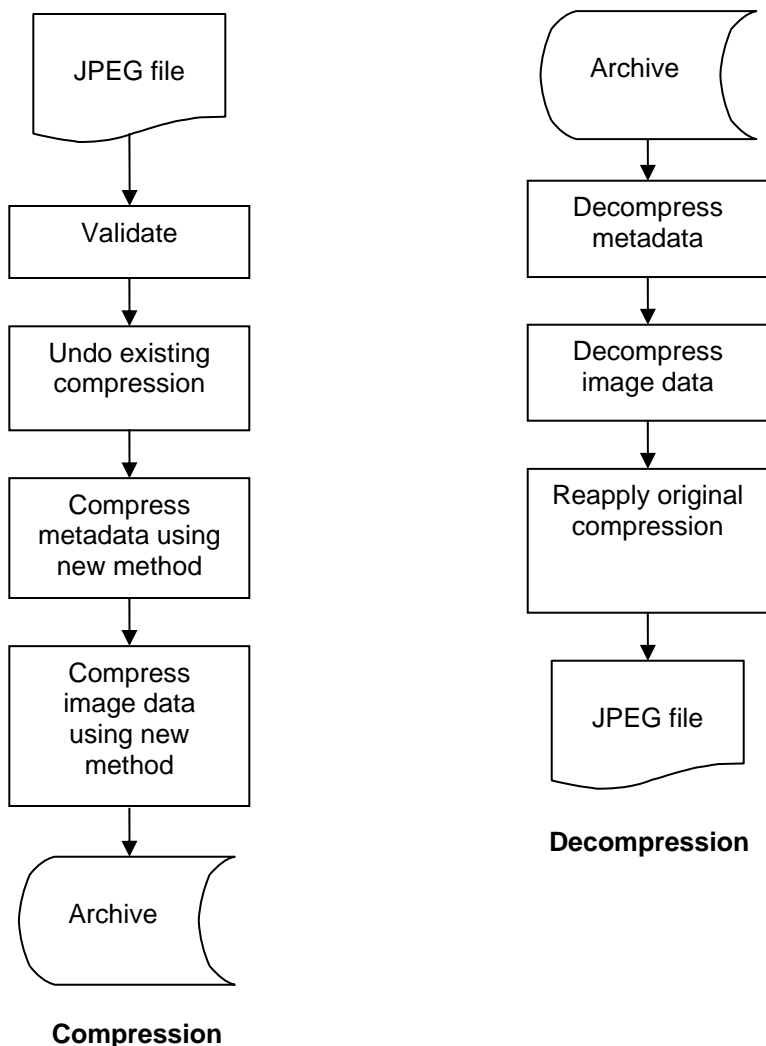 JPEG file
Validate
Undo existing
compression
Compress
metadata using
new method
Compress
image data
using new
method
Archive
Compression
Archive
Decompress
metadata
Decompress
image data
Reapply original
compression
JPEG file
Decompression